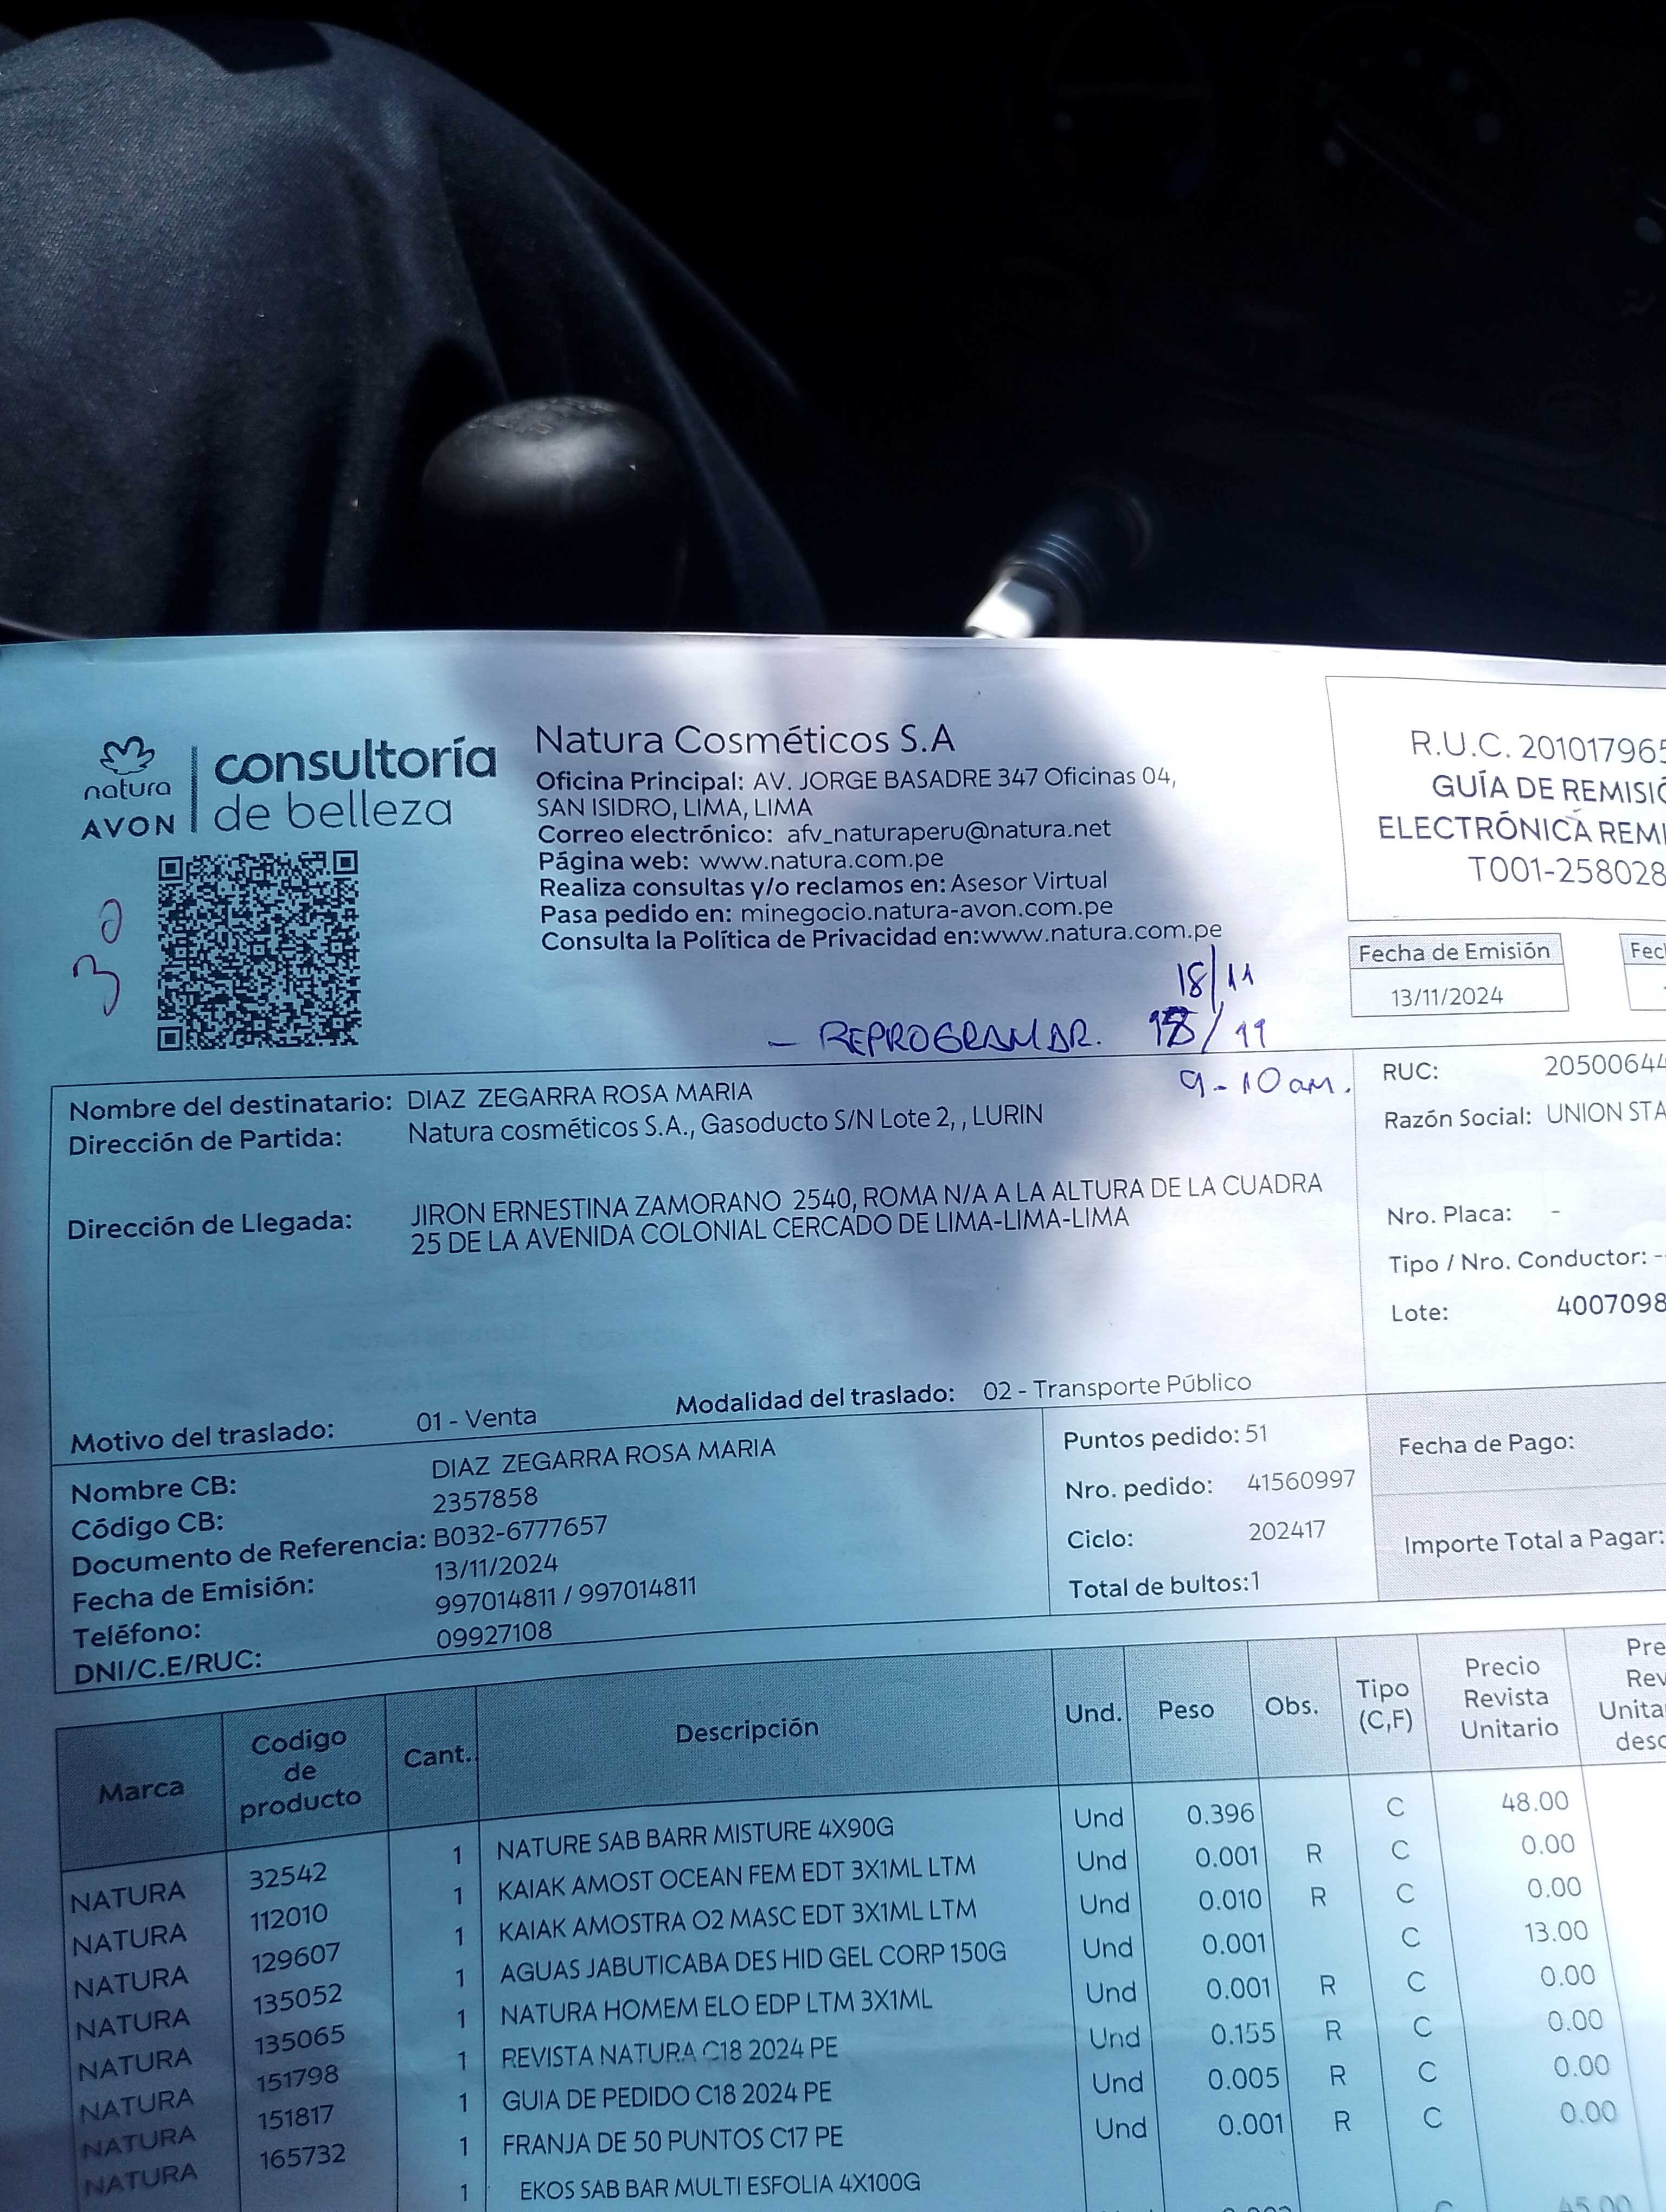 natura
AVON
consultoría
de belleza
Natura Cosméticos S.A
Oficina Principal: AV. JORGE BASADRE 347 Oficinas 04,
SAN ISIDRO, LIMA, LIMA
Correo electrónico: afv_naturaperu@natura.net
Página web: www.natura.com.pe
Realiza consultas y/o reclamos en: Asesor Virtual
Pasa pedido en: minegocio.natura-avon.com.pe
Consulta la Política de Privacidad en:www.natura.com.pe
R.U.C. 201017965
GUÍA DE REMISIÓ
ELECTRÓNICA REMI
T001-258028
Fecha de Emisión
13/11/2024
Fec
30
18/11
- REPROGRAMAR. 18/11
9-10 am.
Nombre del destinatario: DIAZ ZEGARRA ROSA MARIA
Dirección de Partida: Natura cosméticos S.A., Gasoducto S/N Lote 2, , LURIN
Dirección de Llegada: JIRON ERNESTINA ZAMORANO 2540, ROMA N/A A LA ALTURA DE LA CUADRA
25 DE LA AVENIDA COLONIAL CERCADO DE LIMA-LIMA-LIMA
Motivo del traslado: 01 - Venta
Modalidad del traslado: 02 - Transporte Público
RUC: 20500644
Razón Social: UNION STA
Nro. Placa: -
Tipo / Nro. Conductor: -
Lote: 4007098
Nombre CB: DIAZ ZEGARRA ROSA MARIA
Código CB: 2357858
Documento de Referencia: B032-6777657
Fecha de Emisión: 13/11/2024
Teléfono: 997014811 / 997014811
DNI/C.E/RUC: 09927108
Puntos pedido: 51
Nro. pedido: 41560997
Ciclo: 202417
Total de bultos:1
Fecha de Pago:
Importe Total a Pagar:
Marca Codigo de producto Cant. Descripción Und. Peso Obs. Tipo (C,F) Precio Revista Unitario Pre Rev Unita desc
NATURA 32542 1 NATURE SAB BARR MISTURE 4X90G Und 0.396 C 48.00
NATURA 112010 1 KAIAK AMOST OCEAN FEM EDT 3X1ML LTM Und 0.001 R C 0.00
NATURA 129607 1 KAIAK AMOSTRA O2 MASC EDT 3X1ML LTM Und 0.010 R C 0.00
NATURA 135052 1 AGUAS JABUTICABA DES HID GEL CORP 150G Und 0.001 C 13.00
NATURA 135065 1 NATURA HOMEM ELO EDP LTM 3X1ML Und 0.001 R C 0.00
NATURA 151798 1 REVISTA NATURA C18 2024 PE Und 0.155 R C 0.00
NATURA 151817 1 GUIA DE PEDIDO C18 2024 PE Und 0.005 R C 0.00
NATURA 165732 1 FRANJA DE 50 PUNTOS C17 PE Und 0.001 R C 0.00
1 EKOS SAB BAR MULTI ESFOLIA 4X100G